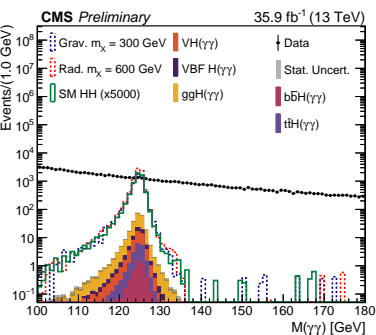 CMS Preliminary 35.9 fb⁻¹ (13 TeV)
Events/(1.0 GeV)
Grav. mX = 300 GeV
Rad. mX = 600 GeV
SM HH (x5000)
VH(γγ)
VBF H(γγ)
ggH(γγ)
Data
Stat. Uncert.
bb̄H(γγ)
tt̄H(γγ)
10⁸
10⁷
10⁶
10⁵
10⁴
10³
10²
10
1
10⁻¹
100 110 120 130 140 150 160 170 180
M(γγ) [GeV]